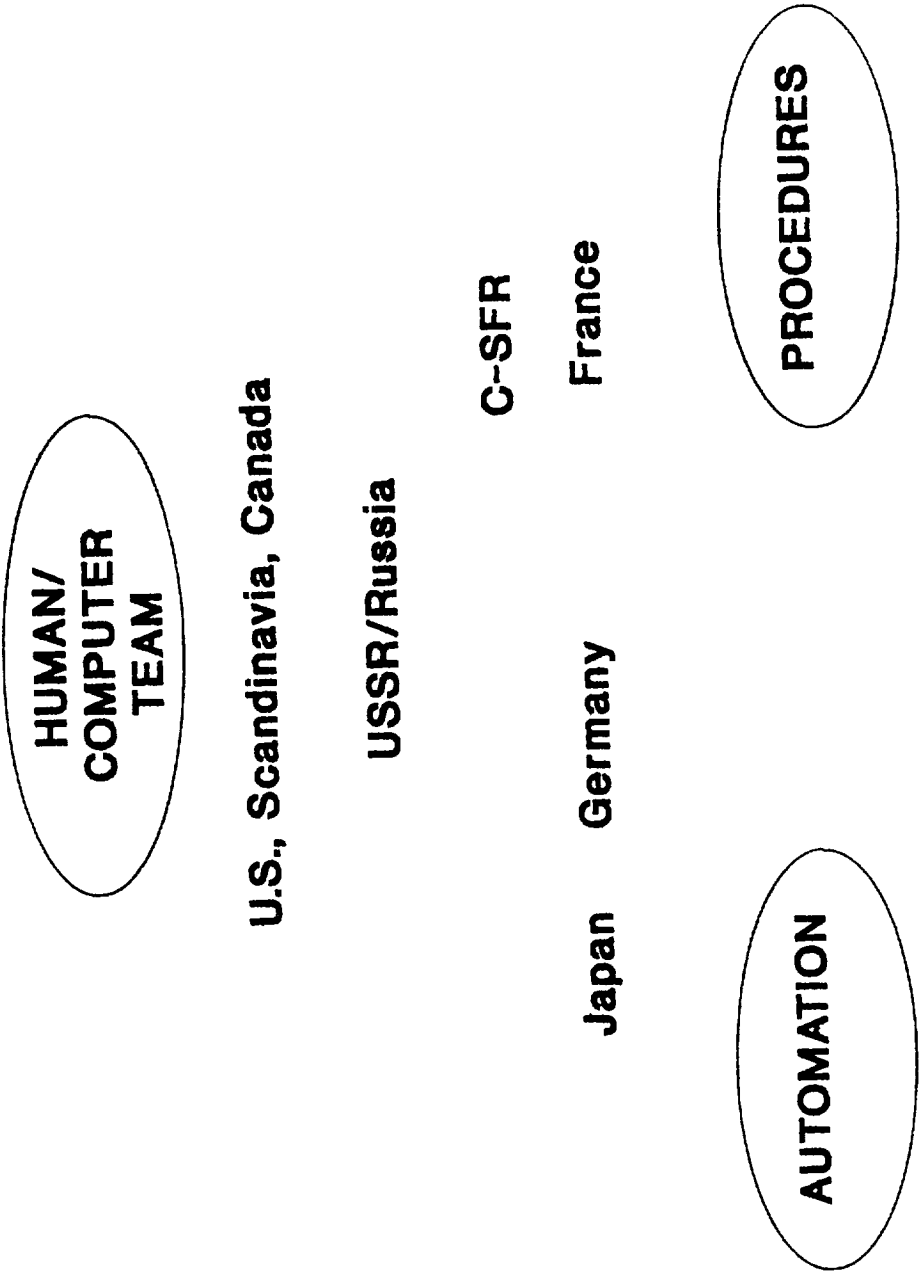 HUMAN/
COMPUTER
TEAM
U.S., Scandinavia, Canada
USSR/Russia
C-SFR
Japan Germany France
AUTOMATION
PROCEDURES